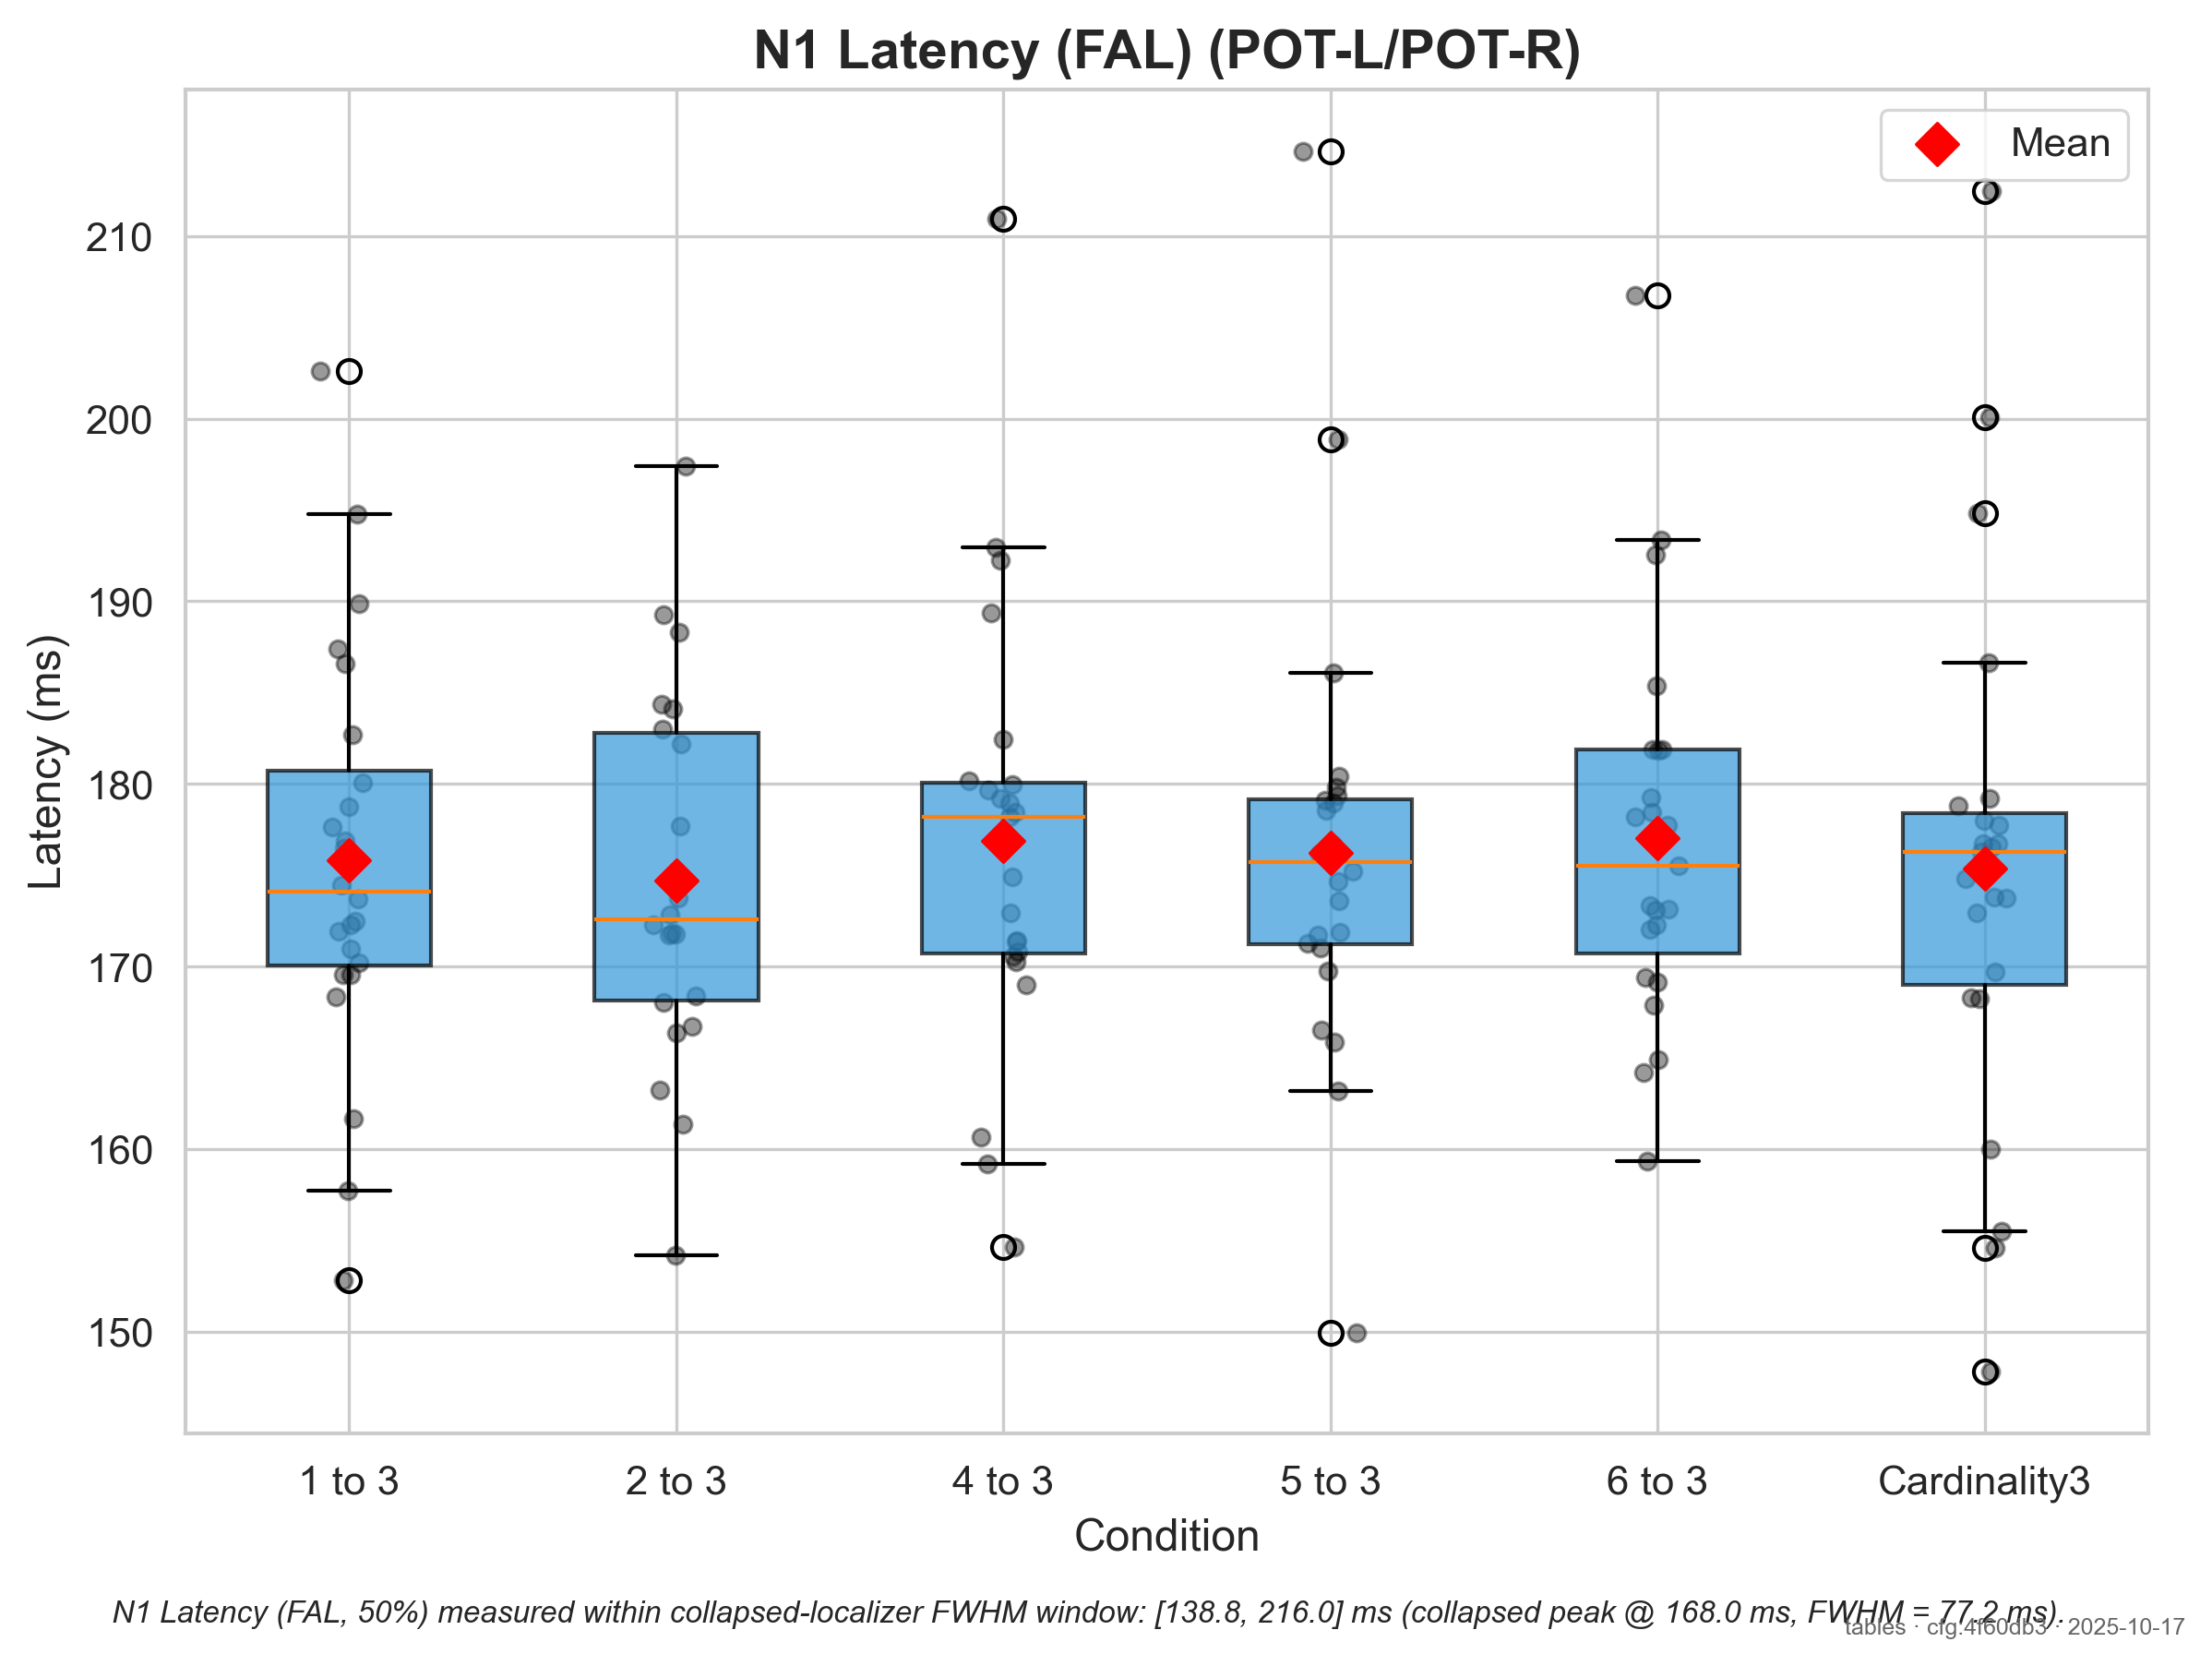 N1 Latency (FAL) (POT-L/POT-R)
Mean
Latency (ms)
210
200
190
180
170
160
150
1 to 3
2 to 3
4 to 3
5 to 3
6 to 3
Cardinality3
Condition
N1 Latency (FAL, 50%) measured within collapsed-localizer FWHM window: [138.8, 216.0] ms (collapsed peak @ 168.0 ms, FWHM = 77.2 ms).
tables · cfg:4f60db3 · 2025-10-17